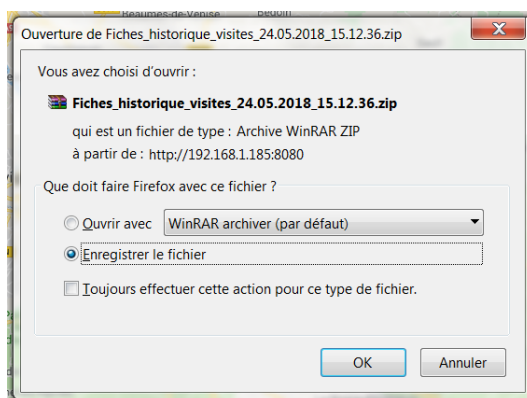 Beaumes-de-Venise Bédoin
Ouverture de Fiches_historique_visites_24.05.2018_15.12.36.zip
Vous avez choisi d'ouvrir :
Fiches_historique_visites_24.05.2018_15.12.36.zip
qui est un fichier de type : Archive WinRAR ZIP
à partir de : http://192.168.1.185:8080
Que doit faire Firefox avec ce fichier ?
Ouvrir avec WinRAR archiver (par défaut)
Enregistrer le fichier
Toujours effectuer cette action pour ce type de fichier.
OK Annuler